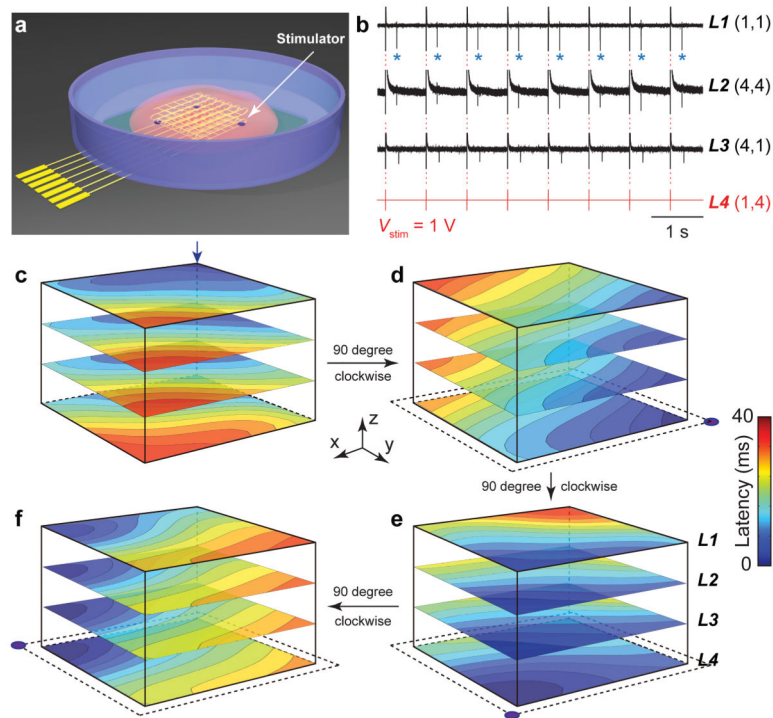 a
Stimulator
b
L1 (1,1)
* * * * * * * *
L2 (4,4)
L3 (4,1)
L4 (1,4)
Vstim = 1 V
1 s
c
d
90 degree
clockwise
z
x
y
40
Latency (ms)
0
90 degree
clockwise
f
e
90 degree
clockwise
L1
L2
L3
L4